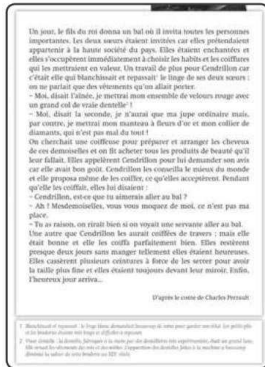 Un jour, le fils du roi donna un bal où il invita toutes les personnes
importantes. Les deux sœurs étaient invitées car elles prétendaient
appartenir à la haute société du pays. Elles étaient enchantées et
elles s'occupèrent immédiatement à choisir les habits et les coiffures
qui les mettraient en valeur. Un travail de plus pour Cendrillon car
c'était elle qui blanchissait et repassait¹ le linge de ses deux sœurs :
on ne parlait que des vêtements qu'on allait porter.
– Moi, disait l'aînée, je mettrai mon ensemble de velours rouge avec
un grand col de vraie dentelle² !
– Moi, disait la seconde, je n'aurai que ma jupe ordinaire mais,
par contre, je mettrai mon manteau à fleurs d'or et mon collier de
diamants, qui n'est pas mal du tout !
On cherchait une coiffeuse pour préparer et arranger les cheveux
de ces demoiselles et on fit acheter tous les produits de beauté qu'il
leur fallait. Elles appelèrent Cendrillon pour lui demander son avis
car elle avait bon goût. Cendrillon les conseilla le mieux du monde
et elle proposa même de les coiffer, ce qu'elles acceptèrent. Pendant
qu'elle les coiffait, elles lui disaient :
– Cendrillon, est-ce que tu aimerais aller au bal ?
– Ah ! Mesdemoiselles, vous vous moquez de moi, ce n'est pas ma
place.
– Tu as raison, on rirait bien si on voyait une servante aller au bal.
Une autre que Cendrillon les aurait coiffées de travers ; mais elle
était bonne et elle les coiffa parfaitement bien. Elles restèrent
presque deux jours sans manger tellement elles étaient heureuses.
Elles cassèrent plusieurs ceintures à force de les serrer pour avoir
la taille plus fine et elles étaient toujours devant leur miroir. Enfin,
l'heureux jour arriva...
D'après le conte de Charles Perrault